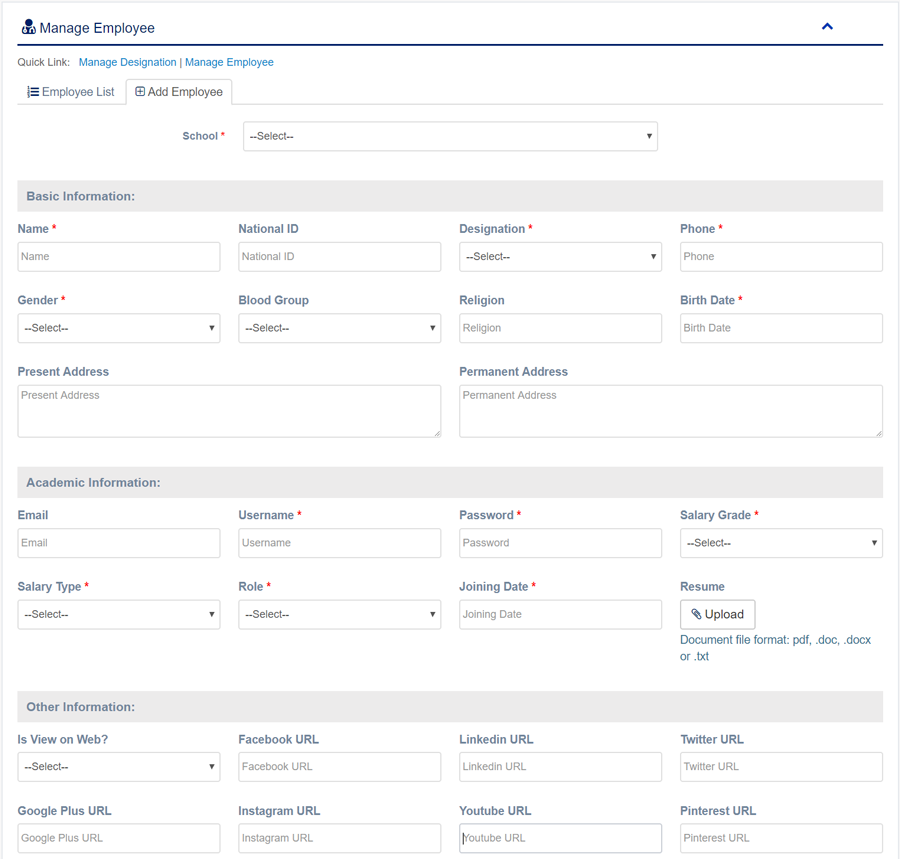 Manage Employee
Quick Link: Manage Designation | Manage Employee
Employee List Add Employee
School * --Select--
Basic Information:
Name * National ID Designation * Phone *
Name National ID --Select-- Phone
Gender * Blood Group Religion Birth Date *
--Select-- --Select-- Religion Birth Date
Present Address Permanent Address
Present Address Permanent Address
Academic Information:
Email Username * Password * Salary Grade *
Email Username Password --Select--
Salary Type * Role * Joining Date * Resume
--Select-- --Select-- Joining Date Upload
Document file format: pdf, .doc, .docx
or .txt
Other Information:
Is View on Web? Facebook URL Linkedin URL Twitter URL
--Select-- Facebook URL Linkedin URL Twitter URL
Google Plus URL Instagram URL Youtube URL Pinterest URL
Google Plus URL Instagram URL Youtube URL Pinterest URL